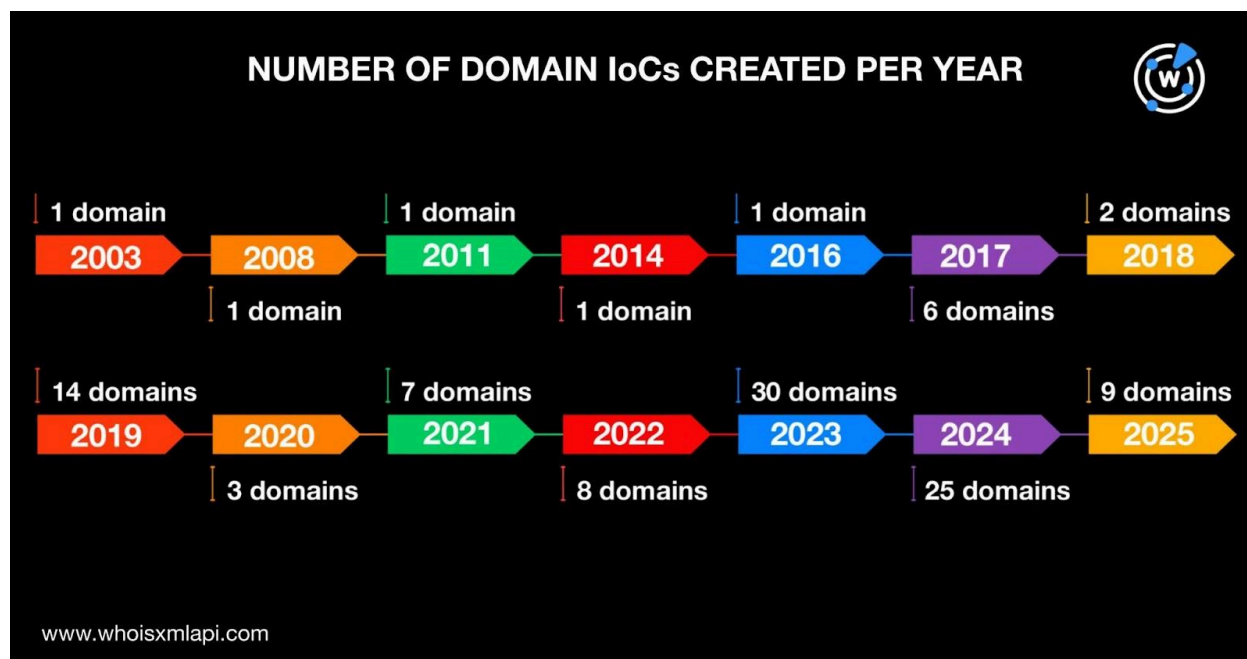 NUMBER OF DOMAIN IoCs CREATED PER YEAR
W
1 domain
1 domain
1 domain
2 domains
2003
2008
2011
2014
2016
2017
2018
1 domain
1 domain
6 domains
14 domains
7 domains
30 domains
9 domains
2019
2020
2021
2022
2023
2024
2025
3 domains
8 domains
25 domains
www.whoisxmlapi.com